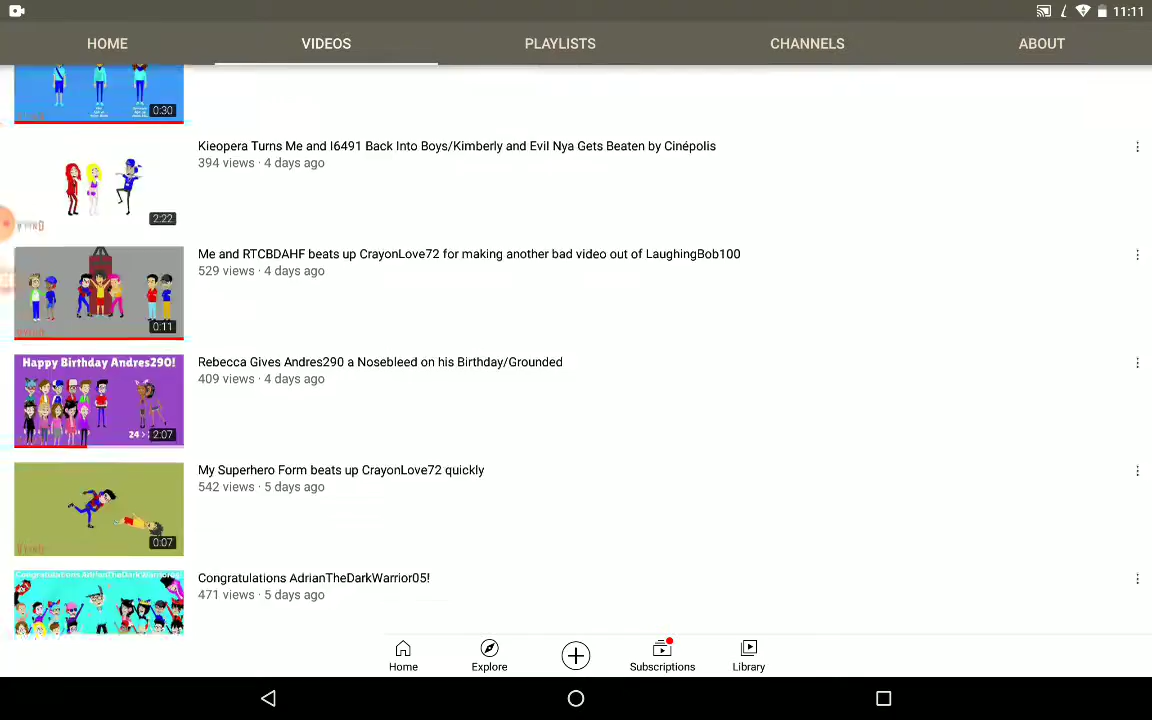 11:11
HOME VIDEOS PLAYLISTS CHANNELS ABOUT
0:30
Kieopera Turns Me and I6491 Back Into Boys/Kimberly and Evil Nya Gets Beaten by Cinépolis
394 views · 4 days ago
2:22
Me and RTCBDAHF beats up CrayonLove72 for making another bad video out of LaughingBob100
529 views · 4 days ago
0:11
Happy Birthday Andres290!
Rebecca Gives Andres290 a Nosebleed on his Birthday/Grounded
409 views · 4 days ago
24
2:07
My Superhero Form beats up CrayonLove72 quickly
542 views · 5 days ago
0:07
Congratulations AdrianTheDarkWarrior05!
Congratulations AdrianTheDarkWarrior05!
471 views · 5 days ago
Home Explore Subscriptions Library